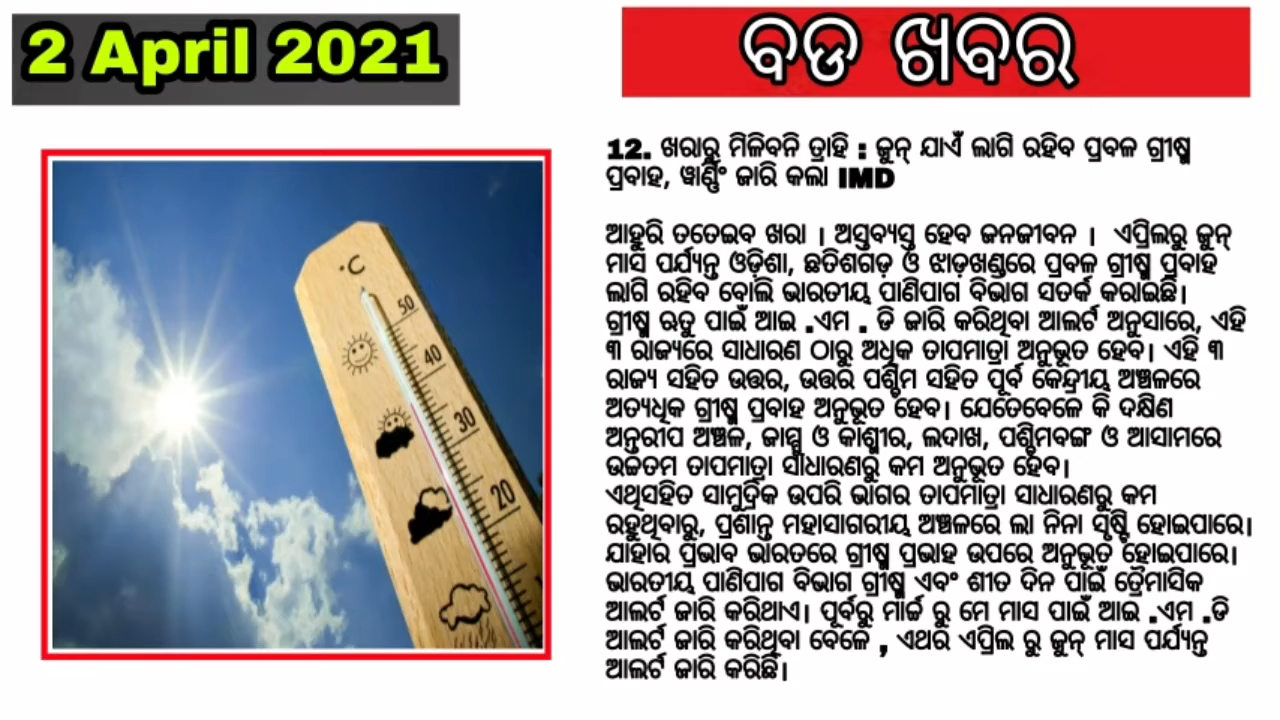 2 April 2021
ବଡ ଖବର
12. ଖରାରୁ ମିଳିବନି ତ୍ରାହି : ଜୁନ୍ ଯାଏଁ ଲାଗି ରହିବ ପ୍ରବଳ ଗ୍ରୀଷ୍ମ
ପ୍ରବାହ, ୱାର୍ଣ୍ଣିଂ ଜାରି କଲା IMD
ଆହୁରି ତତେଇବ ଖରା । ଅସ୍ତବ୍ୟସ୍ତ ହେବ ଜନଜୀବନ । ଏପ୍ରିଲରୁ ଜୁନ୍
ମାସ ପର୍ଯ୍ୟନ୍ତ ଓଡ଼ିଶା, ଛତିଶଗଡ଼ ଓ ଝାଡ଼ଖଣ୍ଡରେ ପ୍ରବଳ ଗ୍ରୀଷ୍ମ ପ୍ରବାହ
ଲାଗି ରହିବ ବୋଲି ଭାରତୀୟ ପାଣିପାଗ ବିଭାଗ ସତର୍କ କରାଇଛି।
ଗ୍ରୀଷ୍ମ ଋତୁ ପାଇଁ ଆଇ .ଏମ . ଡି ଜାରି କରିଥିବା ଆଲର୍ଟ ଅନୁସାରେ, ଏହି
୩ ରାଜ୍ୟରେ ସାଧାରଣ ଠାରୁ ଅଧିକ ତାପମାତ୍ରା ଅନୁଭୂତ ହେବ। ଏହି ୩
ରାଜ୍ୟ ସହିତ ଉତ୍ତର, ଉତ୍ତର ପଶ୍ଚିମ ସହିତ ପୂର୍ବ କେନ୍ଦ୍ରୀୟ ଅଞ୍ଚଳରେ
ଅତ୍ୟଧିକ ଗ୍ରୀଷ୍ମ ପ୍ରବାହ ଅନୁଭୂତ ହେବ। ଯେତେବେଳେ କି ଦକ୍ଷିଣ
ଅନ୍ତରୀପ ଅଞ୍ଚଳ, ଜାମ୍ମୁ ଓ କାଶ୍ମୀର, ଲଦାଖ, ପଶ୍ଚିମବଙ୍ଗ ଓ ଆସାମରେ
ଉଚ୍ଚତମ ତାପମାତ୍ରା ସାଧାରଣରୁ କମ ଅନୁଭୂତ ହେବ।
ଏଥିସହିତ ସାମୁଦ୍ରିକ ଉପରି ଭାଗର ତାପମାତ୍ରା ସାଧାରଣରୁ କମ
ରହୁଥିବାରୁ, ପ୍ରଶାନ୍ତ ମହାସାଗରୀୟ ଅଞ୍ଚଳରେ ଲା ନିନା ସୃଷ୍ଟି ହୋଇପାରେ।
ଯାହାର ପ୍ରଭାବ ଭାରତରେ ଗ୍ରୀଷ୍ମ ପ୍ରଭାହ ଉପରେ ଅନୁଭୂତ ହୋଇପାରେ।
ଭାରତୀୟ ପାଣିପାଗ ବିଭାଗ ଗ୍ରୀଷ୍ମ ଏବଂ ଶୀତ ଦିନ ପାଇଁ ତ୍ରୈମାସିକ
ଆଲର୍ଟ ଜାରି କରିଥାଏ। ପୂର୍ବରୁ ମାର୍ଚ୍ଚ ରୁ ମେ ମାସ ପାଇଁ ଆଇ .ଏମ .ଡି
ଆଲର୍ଟ ଜାରି କରିଥିବା ବେଳେ , ଏଥର ଏପ୍ରିଲ ରୁ ଜୁନ୍ ମାସ ପର୍ଯ୍ୟନ୍ତ
ଆଲର୍ଟ ଜାରି କରିଛି।
°C
50
40
30
20